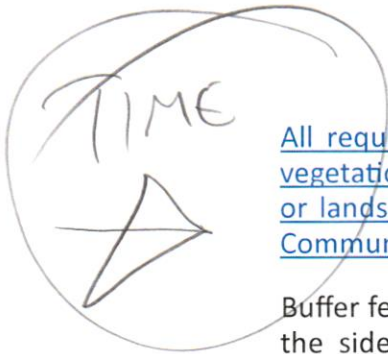 TIME
All requ
vegetatio
or lands
Commun
Buffer fe
the side